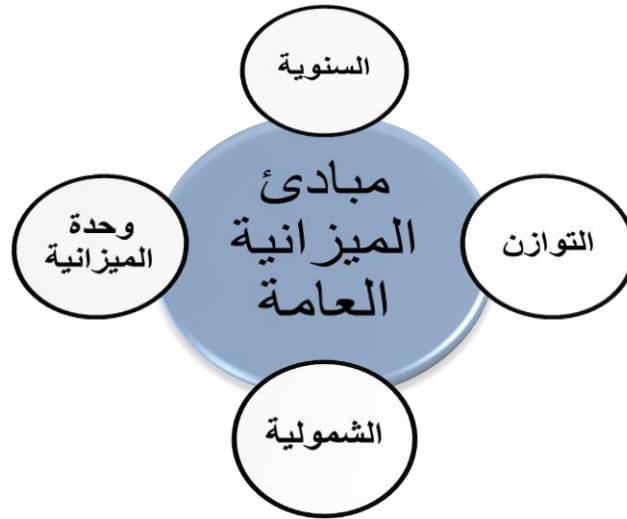 السنوية
مبادئ
الميزانية
العامة
التوازن
وحدة
الميزانية
الشمولية